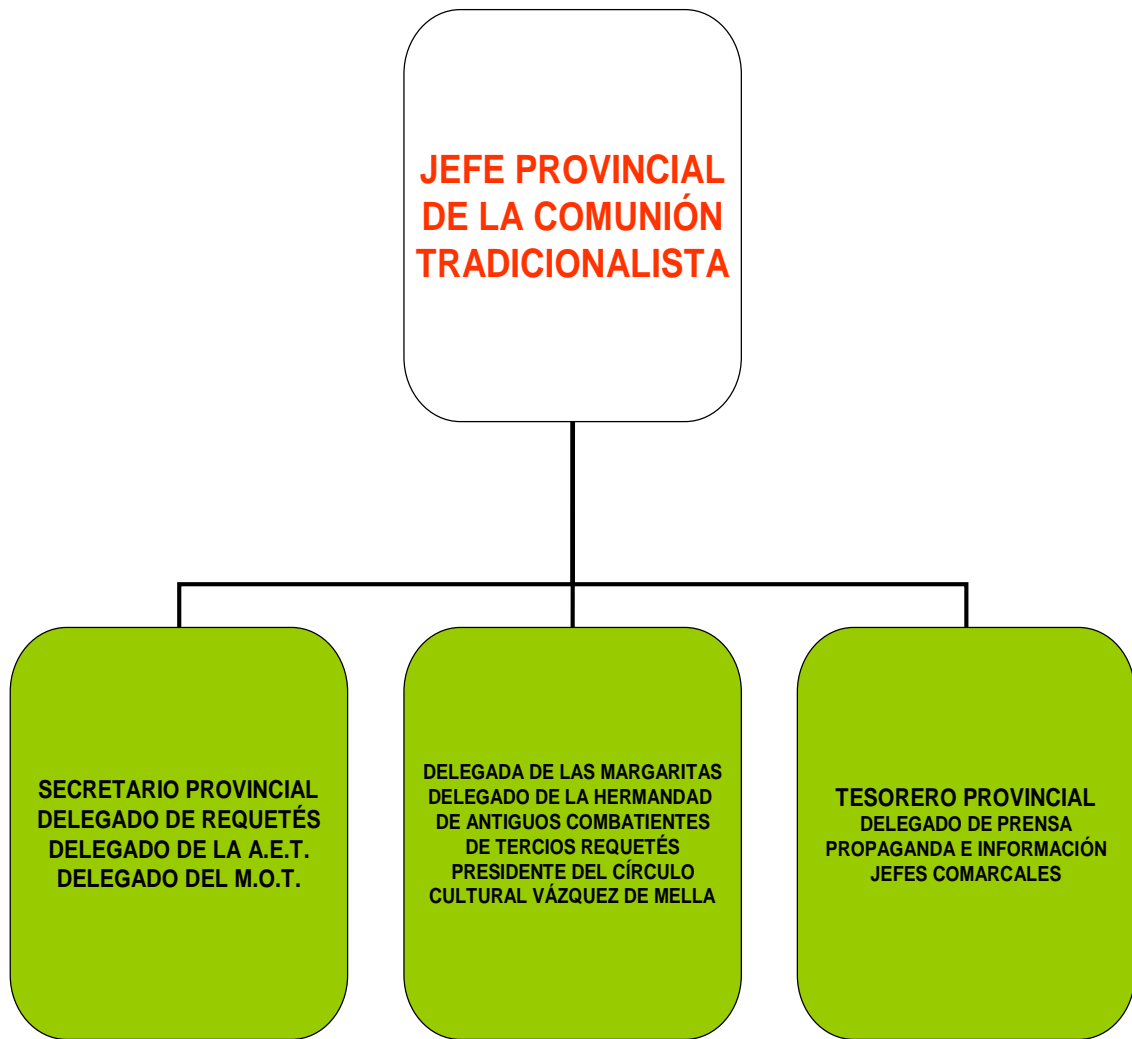 JEFE PROVINCIAL
DE LA COMUNIÓN
TRADICIONALISTA
SECRETARIO PROVINCIAL
DELEGADO DE REQUETÉS
DELEGADO DE LA A.E.T.
DELEGADO DEL M.O.T.
DELEGADA DE LAS MARGARITAS
DELEGADO DE LA HERMANDAD
DE ANTIGUOS COMBATIENTES
DE TERCIOS REQUETÉS
PRESIDENTE DEL CÍRCULO
CULTURAL VÁZQUEZ DE MELLA
TESORERO PROVINCIAL
DELEGADO DE PRENSA
PROPAGANDA E INFORMACIÓN
JEFES COMARCALES